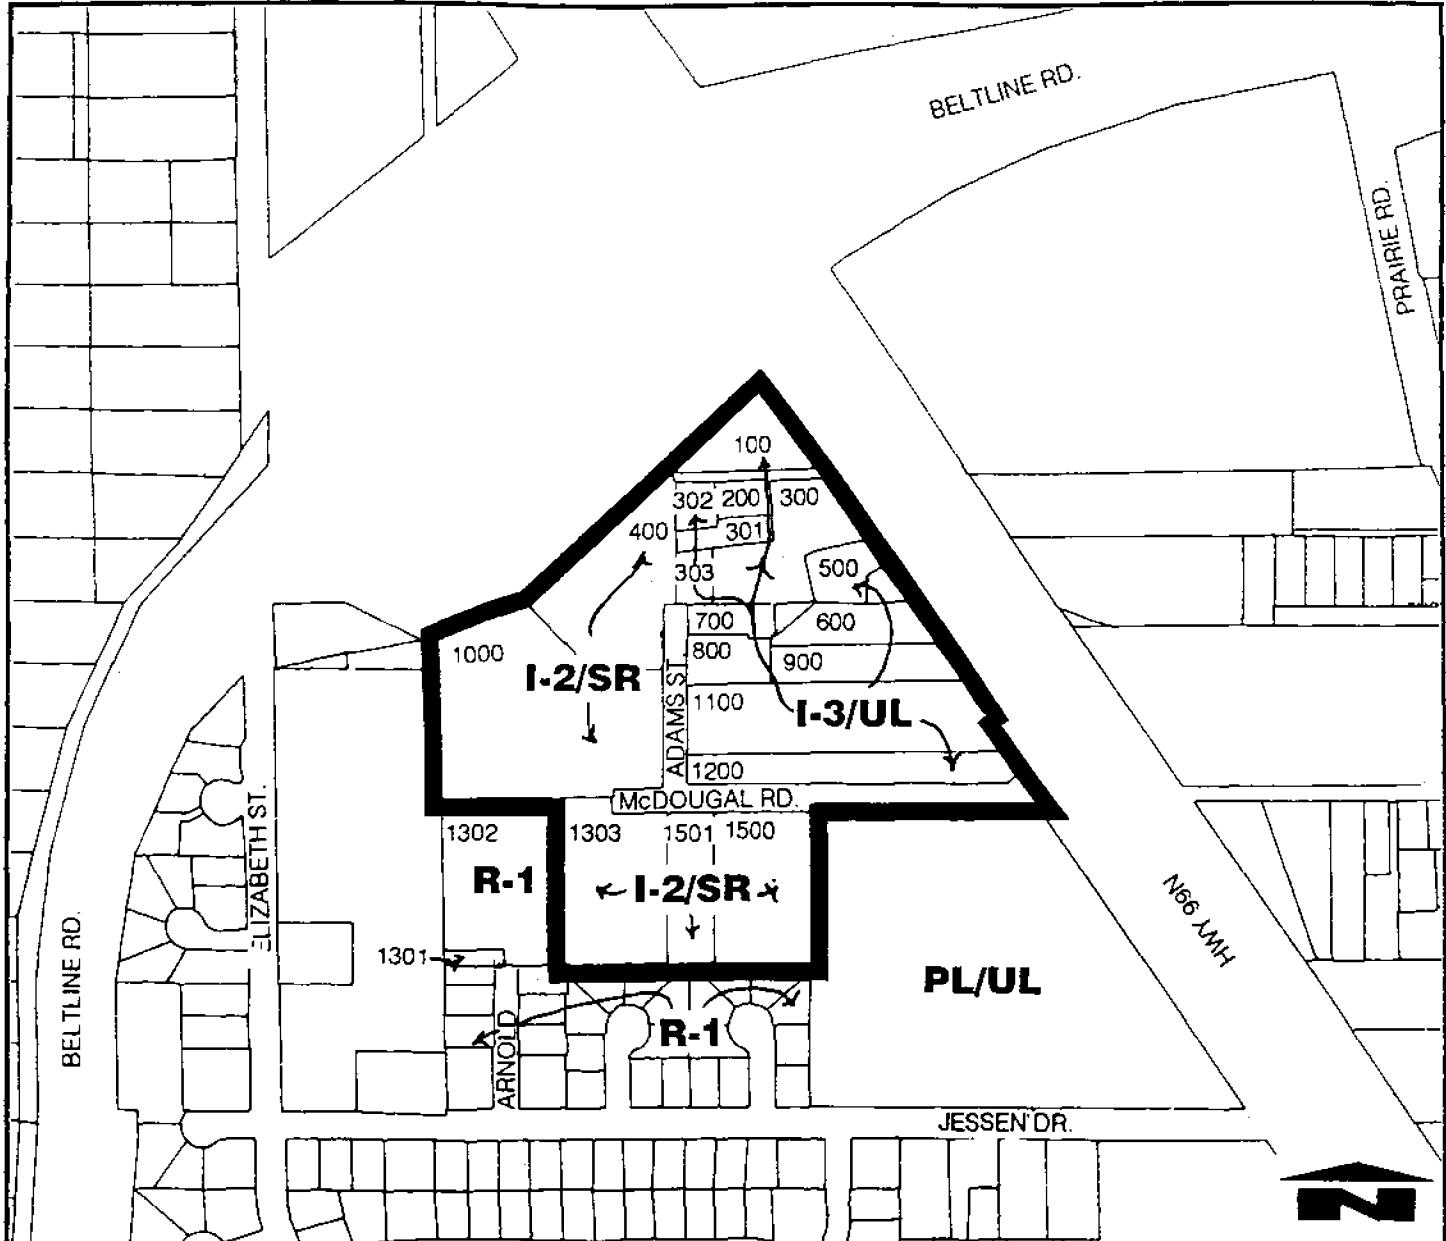 BELTLINE RD.
PRAIRIE RD.
100
302 200 300
400 301
303 500
700 600
1000 800 900
I-2/SR
ADAMS ST.
1100
I-3/UL
1200
McDOUGAL RD.
1302 1303 1501 1500
R-1
I-2/SR
ELIZABETH ST.
HWY 99N
BELTLINE RD.
1301
PL/UL
R-1
ARNOLD
JESSEN DR.
N